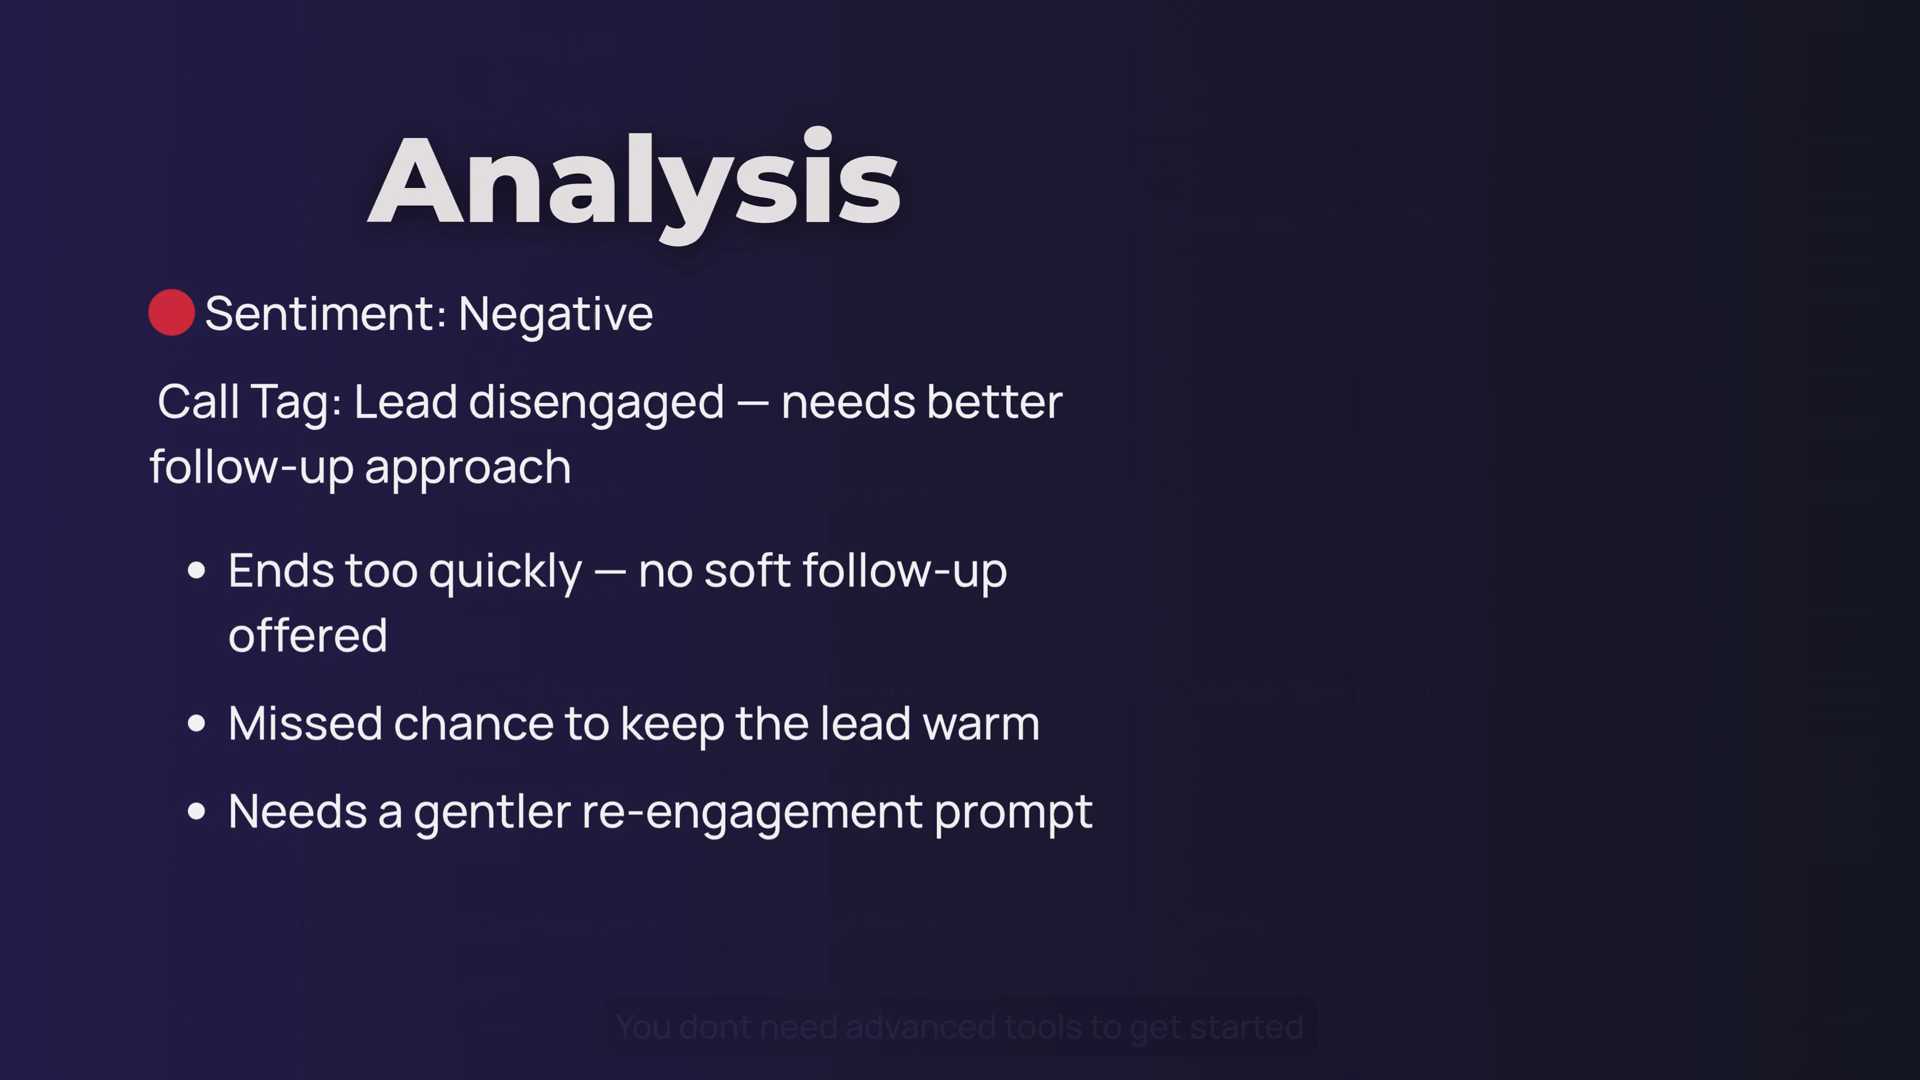 Analysis
Sentiment: Negative
Call Tag: Lead disengaged — needs better
follow-up approach
• Ends too quickly — no soft follow-up
offered
• Missed chance to keep the lead warm
• Needs a gentler re-engagement prompt
You dont need advanced tools to get started